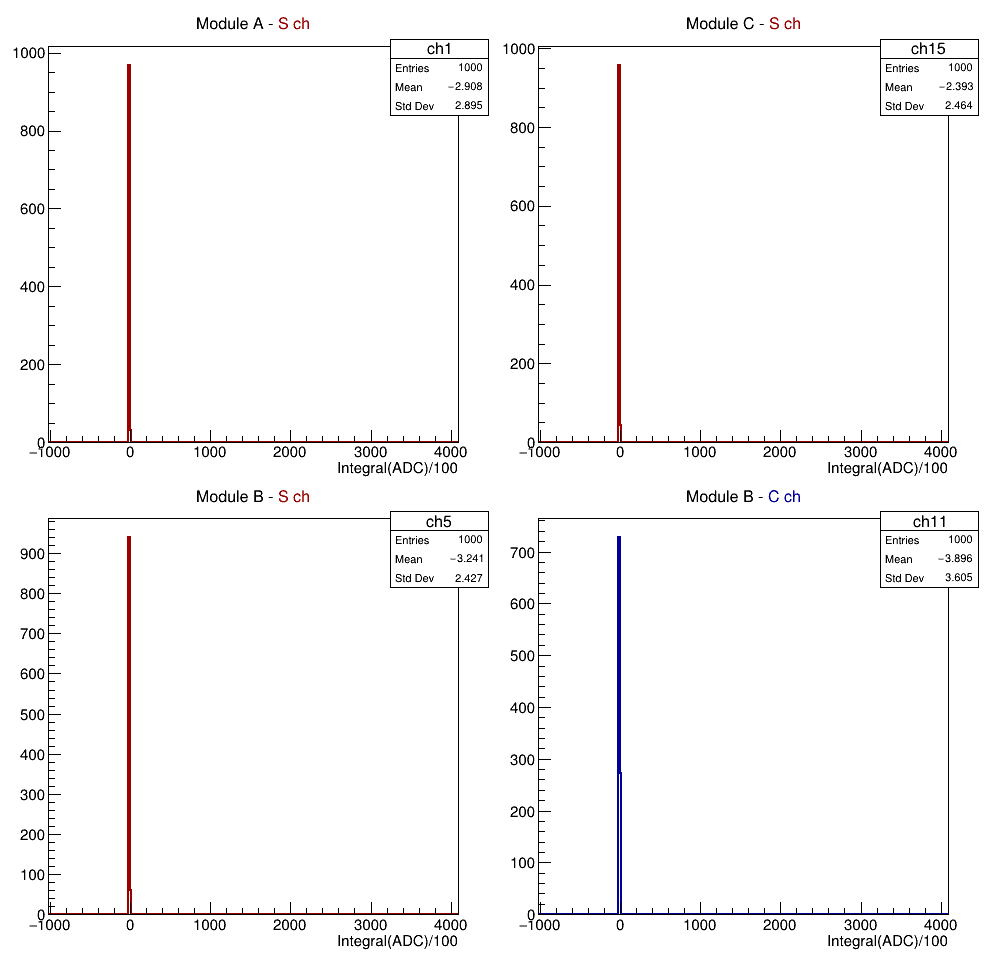 Module A - S ch
ch1
Entries 1000
Mean −2.908
Std Dev 2.895
1000
800
600
400
200
0
−1000 0 1000 2000 3000 4000
Integral(ADC)/100
Module C - S ch
ch15
Entries 1000
Mean −2.393
Std Dev 2.464
1000
800
600
400
200
0
−1000 0 1000 2000 3000 4000
Integral(ADC)/100
Module B - S ch
ch5
Entries 1000
Mean −3.241
Std Dev 2.427
900
800
700
600
500
400
300
200
100
0
−1000 0 1000 2000 3000 4000
Integral(ADC)/100
Module B - C ch
ch11
Entries 1000
Mean −3.896
Std Dev 3.605
700
600
500
400
300
200
100
0
−1000 0 1000 2000 3000 4000
Integral(ADC)/100